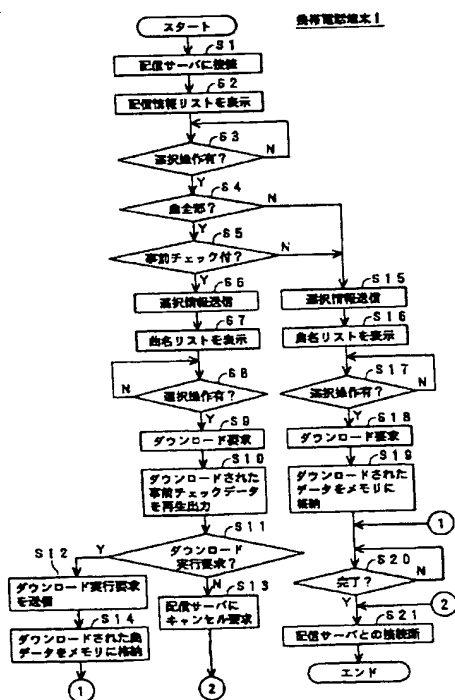 携帯電話端末1
スタート
S1
配信サーバに接続
S2
配信情報リストを表示
S3
選択操作有?
N
Y
S4
曲全部?
N
Y
S5
事前チェック付?
N
Y
S6
選択情報送信
S7
曲名リストを表示
S8
選択操作有?
N
Y
S9
ダウンロード要求
S10
ダウンロードされた
事前チェックデータ
を再生出力
S11
ダウンロード
実行要求?
Y
N
S12
ダウンロード実行要求
を送信
S14
ダウンロードされた曲
データをメモリに格納
1
S13
配信サーバに
キャンセル要求
2
S15
選択情報送信
S16
曲名リストを表示
S17
選択操作有?
N
Y
S18
ダウンロード要求
S19
ダウンロードされた
データをメモリに
格納
1
S20
完了?
N
Y
2
S21
配信サーバとの接続断
エンド